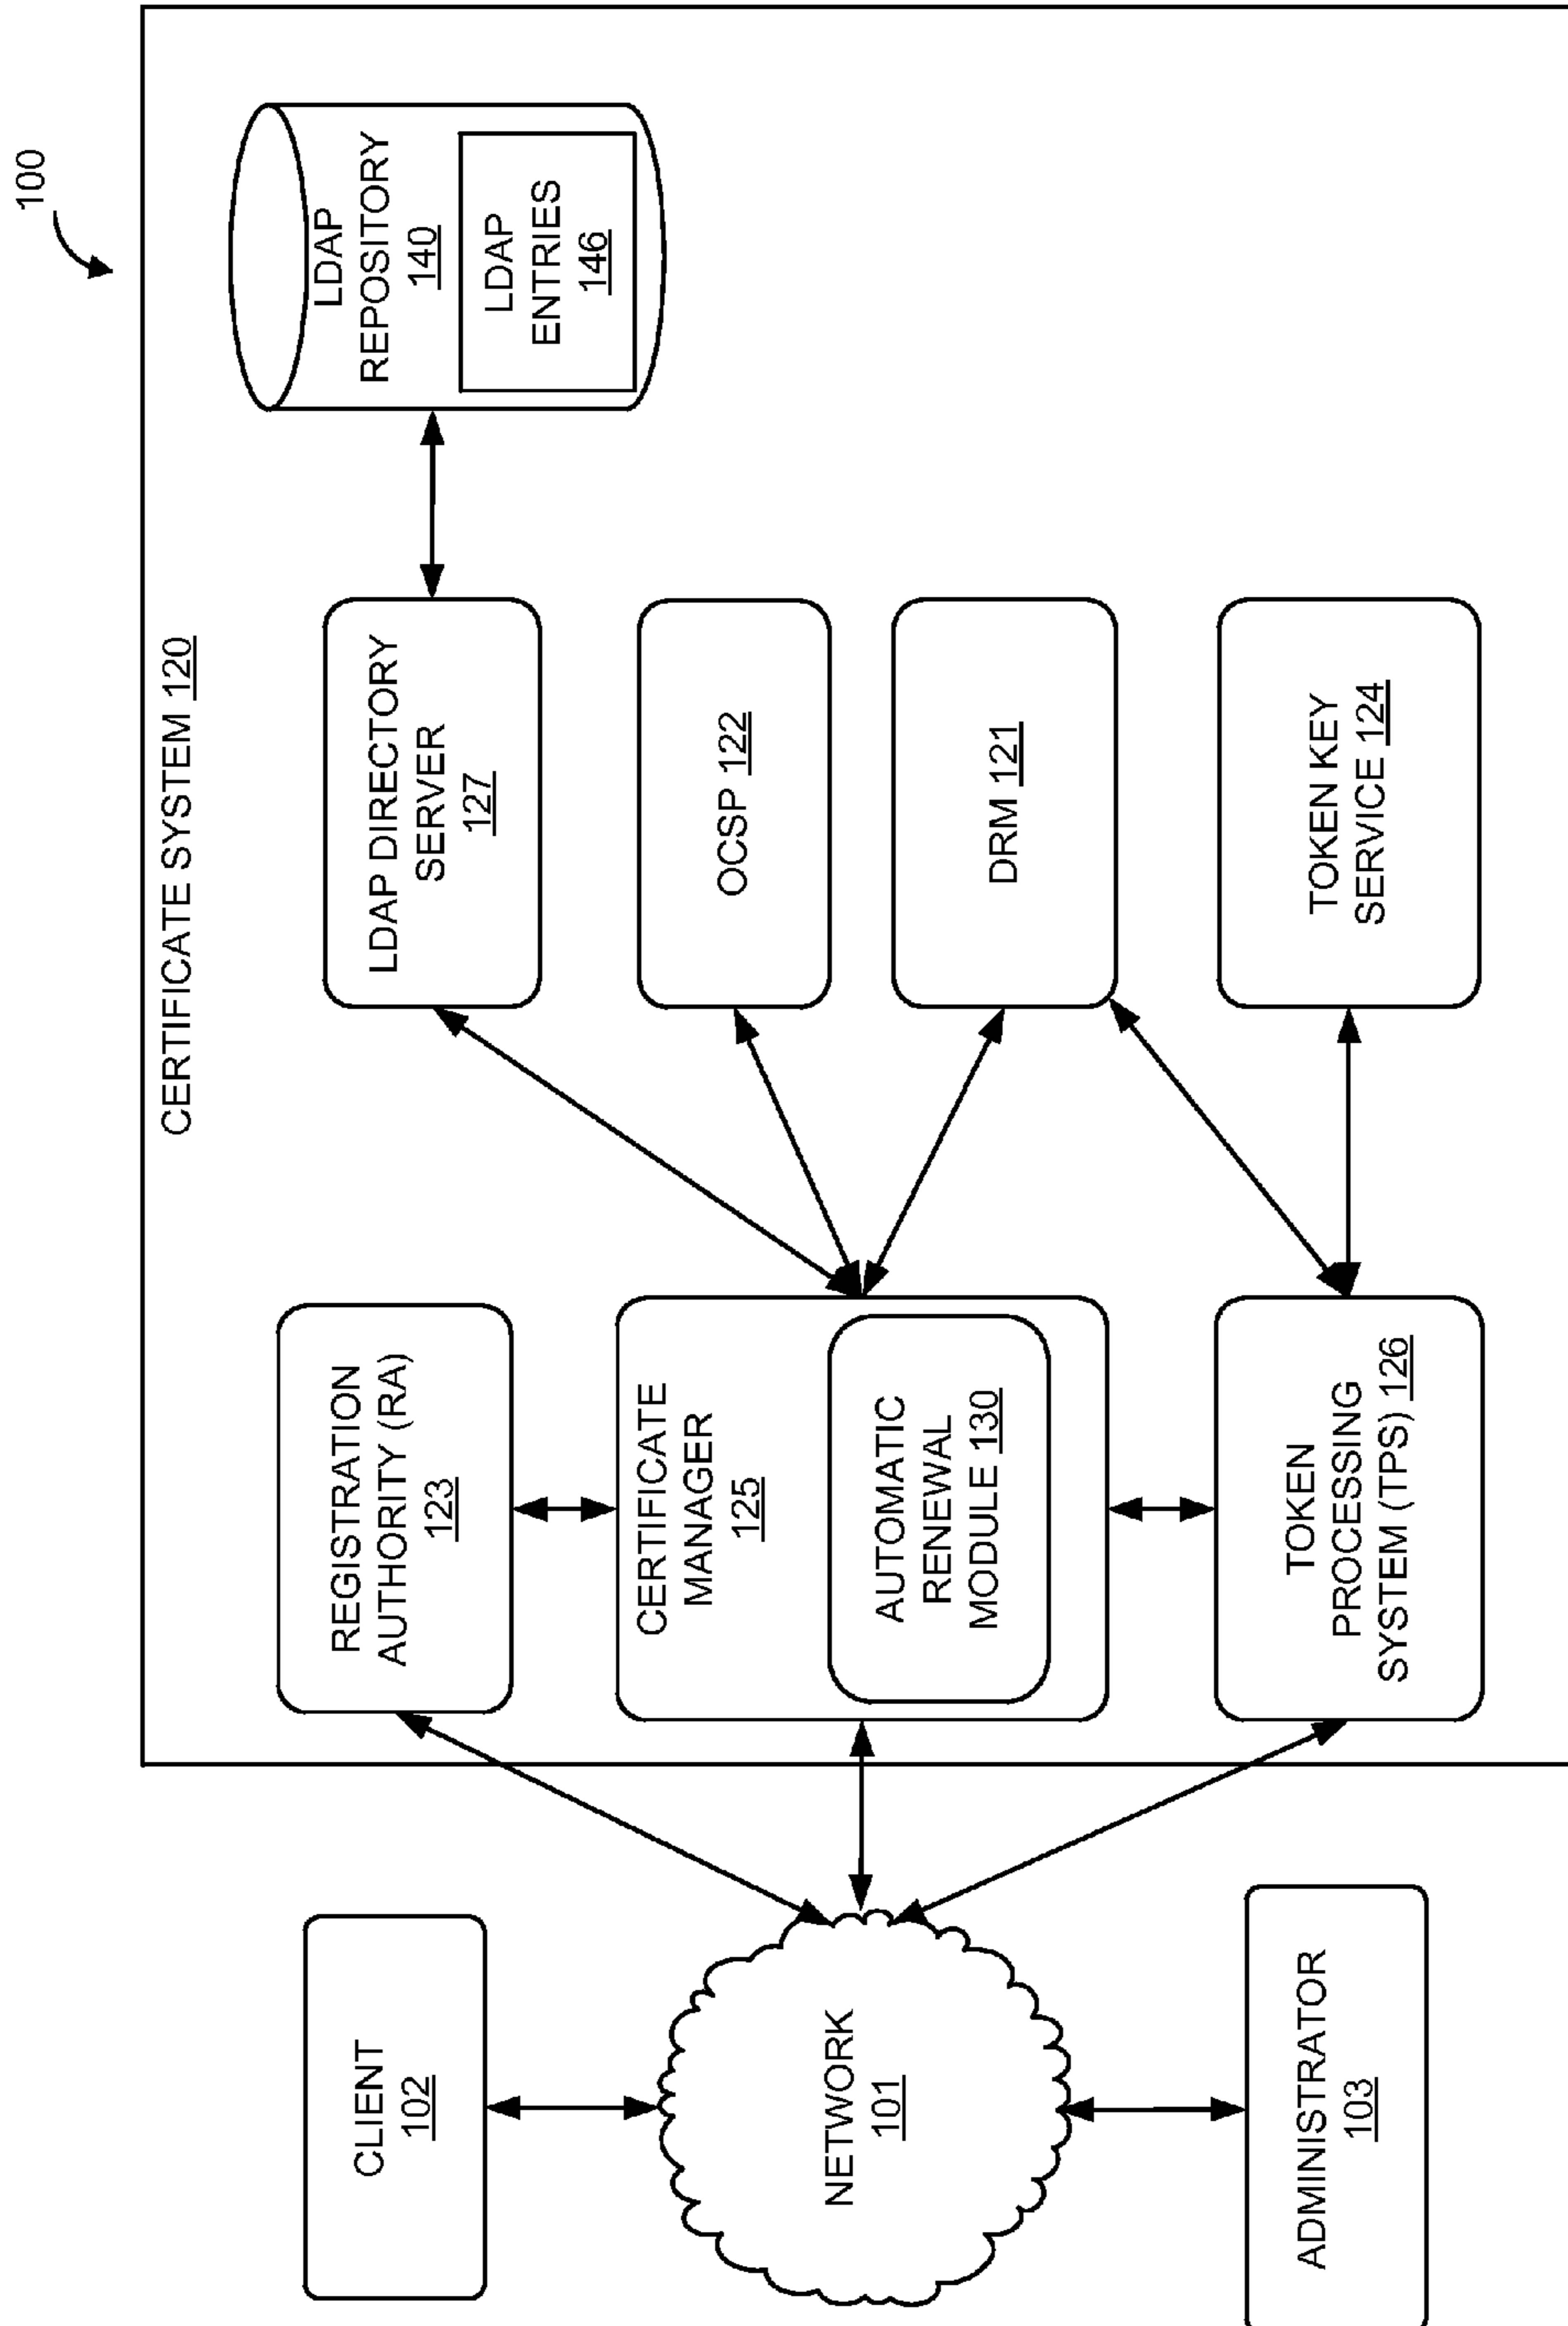 100
CERTIFICATE SYSTEM 120
CLIENT
102
NETWORK
101
ADMINISTRATOR
103
REGISTRATION
AUTHORITY (RA)
123
CERTIFICATE
MANAGER
125
AUTOMATIC
RENEWAL
MODULE 130
TOKEN
PROCESSING
SYSTEM (TPS) 126
LDAP DIRECTORY
SERVER
127
OCSP 122
DRM 121
TOKEN KEY
SERVICE 124
LDAP
REPOSITORY
140
LDAP
ENTRIES
146